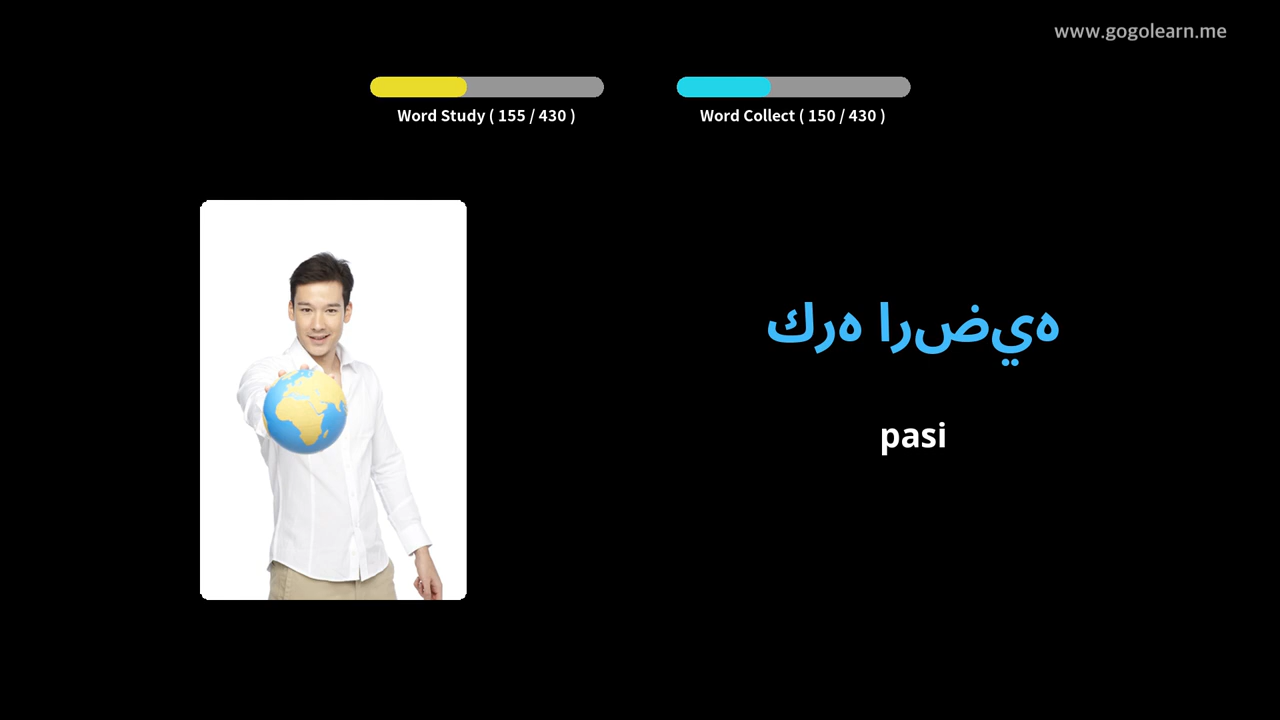 www.gogolearn.me
Word Study ( 155 / 430 )
Word Collect ( 150 / 430 )
كره ارضيه
pasi